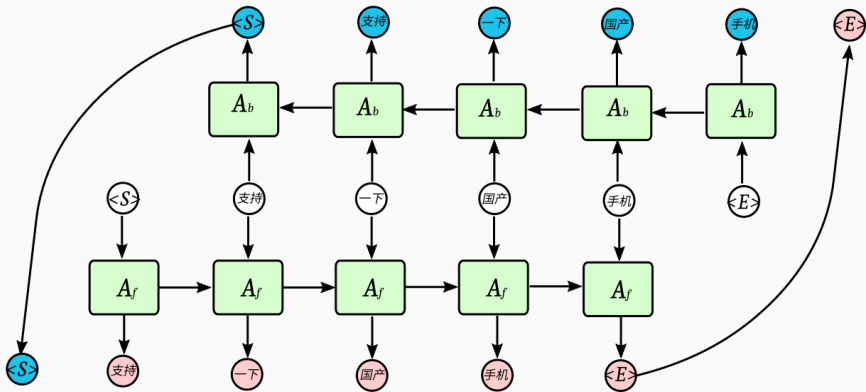 <S> 支持 一下 国产 手机 <E>
A_b A_b A_b A_b A_b
<S> 支持 一下 国产 手机 <E>
A_f A_f A_f A_f A_f
<S> 支持 一下 国产 手机 <E>